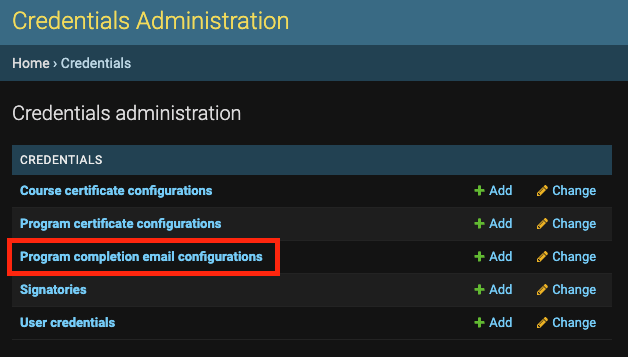 Credentials Administration
Home › Credentials
Credentials administration
CREDENTIALS
Course certificate configurations Add Change
Program certificate configurations Add Change
Program completion email configurations Add Change
Signatories Add Change
User credentials Add Change